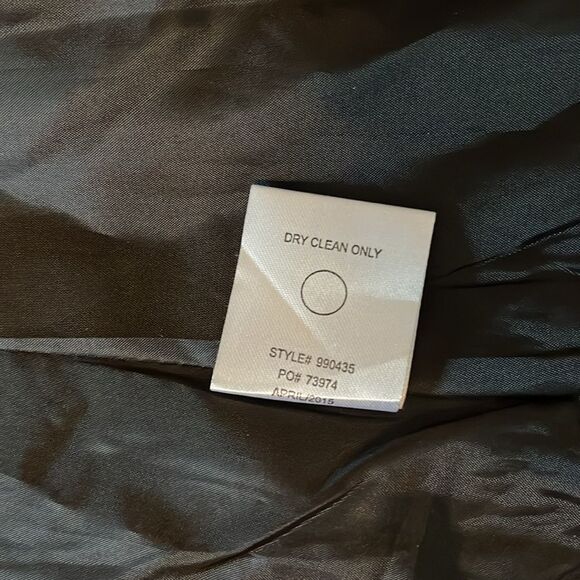 DRY CLEAN ONLY
STYLE# 990435
PO# 73974
APRIL/2015